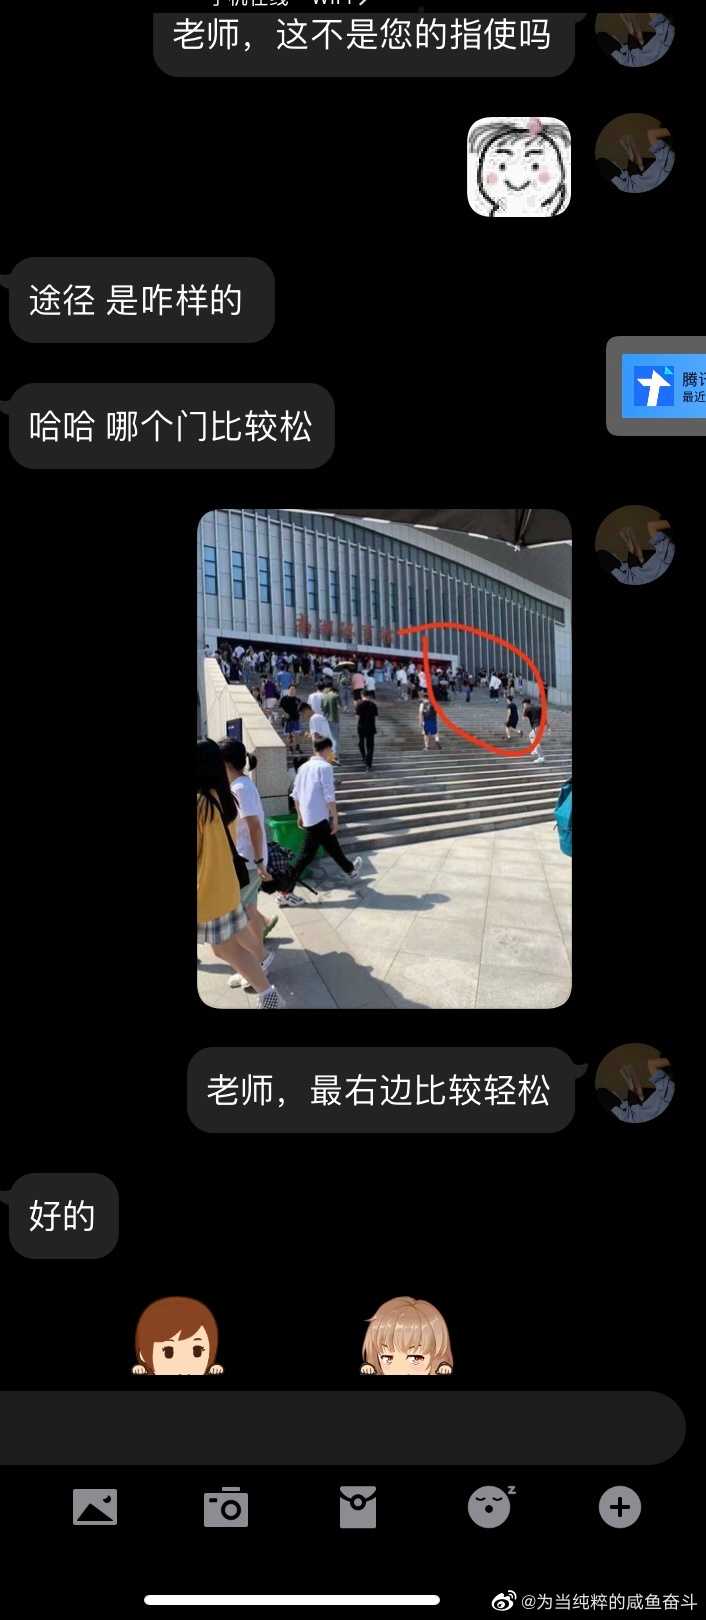 老师，这不是您的指使吗
途径 是咋样的
哈哈 哪个门比较松
腾讯
最近
老师，最右边比较轻松
好的
z
@为当纯粹的咸鱼奋斗